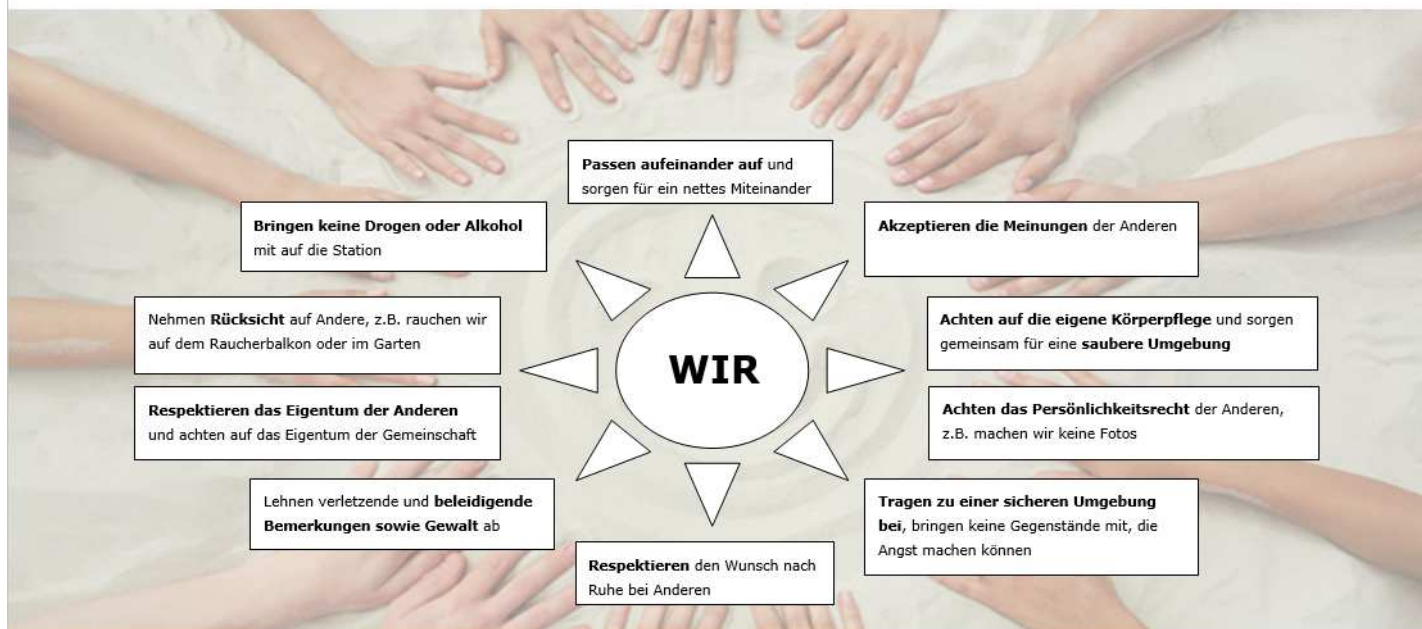 Passen aufeinander auf und
sorgen für ein nettes Miteinander
Bringen keine Drogen oder Alkohol
mit auf die Station
Akzeptieren die Meinungen der Anderen
Nehmen Rücksicht auf Andere, z.B. rauchen wir
auf dem Raucherbalkon oder im Garten
WIR
Achten auf die eigene Körperpflege und sorgen
gemeinsam für eine saubere Umgebung
Respektieren das Eigentum der Anderen
und achten auf das Eigentum der Gemeinschaft
Achten das Persönlichkeitsrecht der Anderen,
z.B. machen wir keine Fotos
Lehnen verletzende und beleidigende
Bemerkungen sowie Gewalt ab
Tragen zu einer sicheren Umgebung
bei, bringen keine Gegenstände mit, die
Angst machen können
Respektieren den Wunsch nach
Ruhe bei Anderen